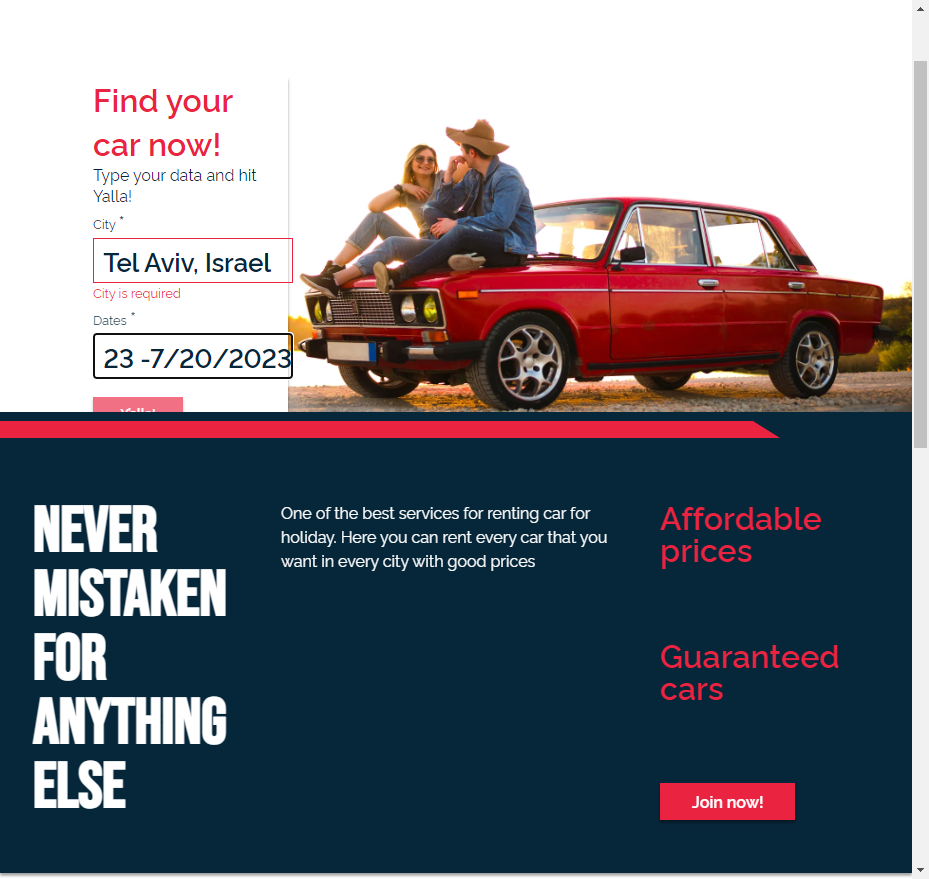 Find your
car now!
Type your data and hit
Yalla!
City *
Tel Aviv, Israel
City is required
Dates *
23 -7/20/2023
Yalla!
NEVER
MISTAKEN
FOR
ANYTHING
ELSE
One of the best services for renting car for
holiday. Here you can rent every car that you
want in every city with good prices
Affordable
prices
Guaranteed
cars
Join now!